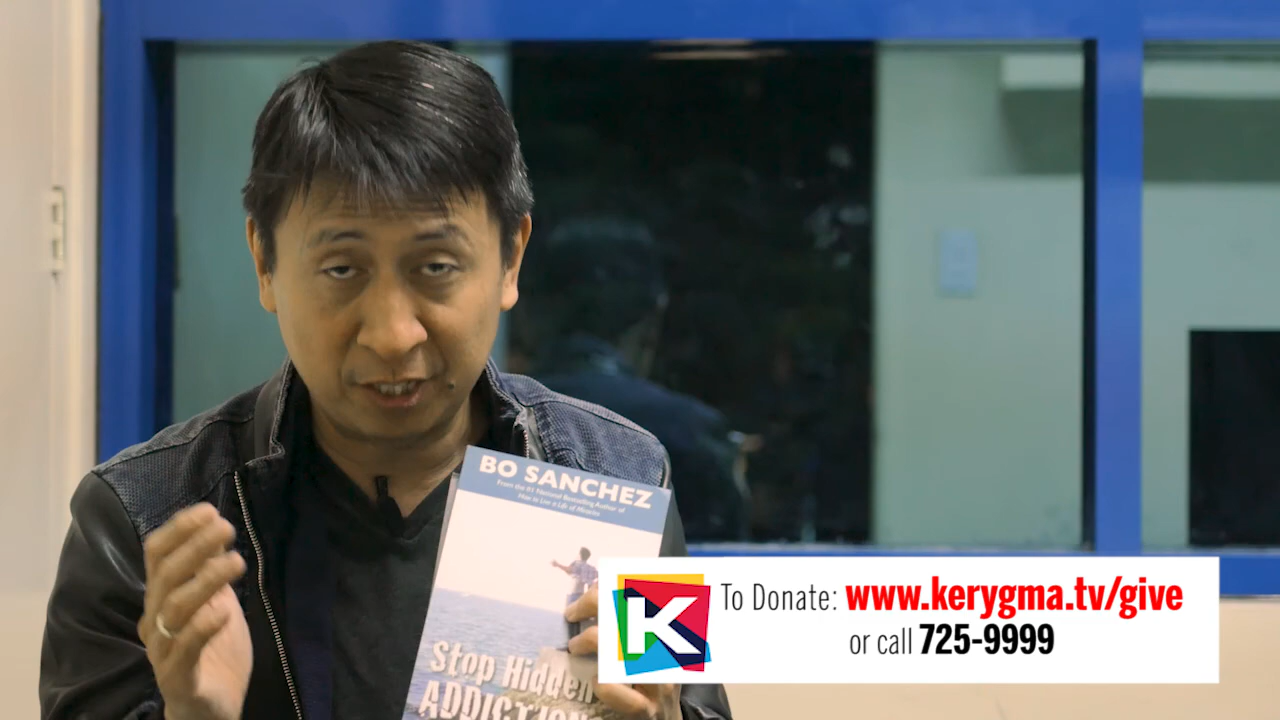 BO SANCHEZ
From the #1 National Bestselling Author of
How to Live a Life of Miracles
Stop Hidden
ADDICTIONS
K
To Donate: www.kerygma.tv/give
or call 725-9999